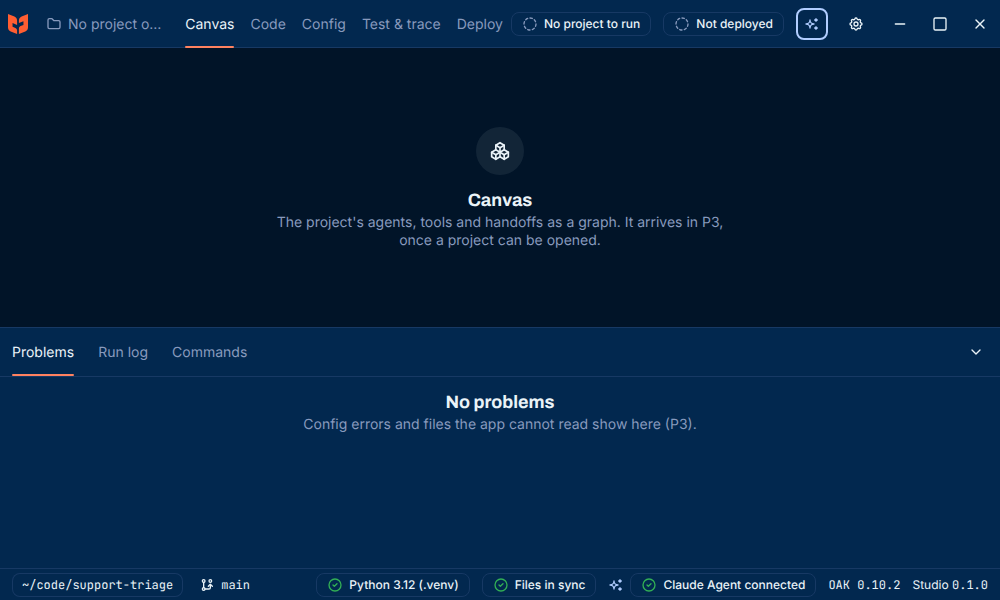 No project o...
Canvas
Code
Config
Test & trace
Deploy
No project to run
Not deployed
Canvas
The project's agents, tools and handoffs as a graph. It arrives in P3,
once a project can be opened.
Problems
Run log
Commands
No problems
Config errors and files the app cannot read show here (P3).
~/code/support-triage
main
Python 3.12 (.venv)
Files in sync
Claude Agent connected
OAK 0.10.2
Studio 0.1.0